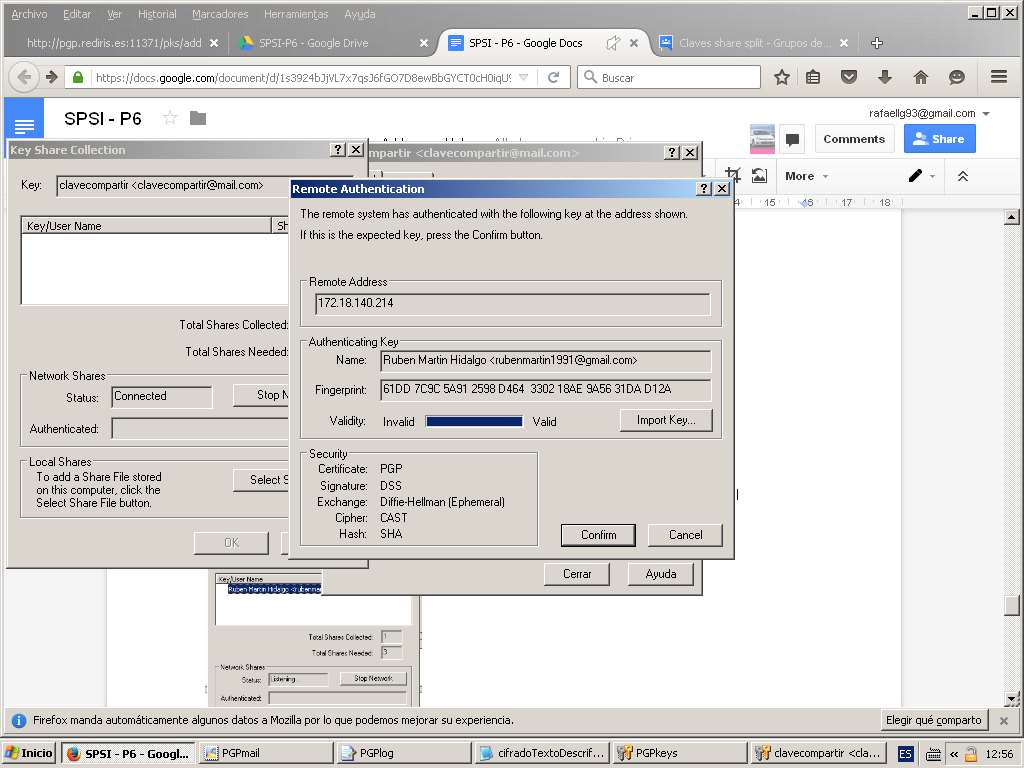 Archivo Editar Ver Historial Marcadores Herramientas Ayuda
http://pgp.rediris.es:11371/pks/add
SPSI-P6 - Google Drive
SPSI - P6 - Google Docs
Claves share split - Grupos de...
https://docs.google.com/document/d/1s3924bJjVL7x7qsJ6fGO7D8ewBbGYCT0cH0iqU
Buscar
SPSI - P6
rafaellg93@gmail.com
Comments
Share
More
15 16 17 18
Key Share Collection
Key: clavecompartir <clavecompartir@mail.com>
Key/User Name
Total Shares Collected:
Total Shares Needed:
Network Shares
Status: Connected
Stop N
Authenticated:
Local Shares
To add a Share File stored
on this computer, click the
Select Share File button.
Select S
OK
mpartir <clavecompartir@mail.com>
Remote Authentication
The remote system has authenticated with the following key at the address shown.
If this is the expected key, press the Confirm button.
Remote Address
172.18.140.214
Authenticating Key
Name: Ruben Martin Hidalgo <rubenmartin1991@gmail.com>
Fingerprint: 61DD 7C9C 5A91 2598 D464 3302 18AE 9A56 31DA D12A
Validity: Invalid Valid
Import Key...
Security
Certificate: PGP
Signature: DSS
Exchange: Diffie-Hellman (Ephemeral)
Cipher: CAST
Hash: SHA
Confirm
Cancel
Cerrar
Ayuda
Key/User Name
Ruben Martin Hidalgo <rubenmar
Total Shares Collected: 1
Total Shares Needed: 3
Network Shares
Status: Listening...
Stop Network
Authenticated:
Firefox manda automáticamente algunos datos a Mozilla por lo que podemos mejorar su experiencia.
Elegir qué comparto
Inicio
SPSI - P6 - Googl...
PGPmail
PGPlog
cifradoTextoDescrif...
PGPkeys
clavecompartir <cla...
ES
12:56